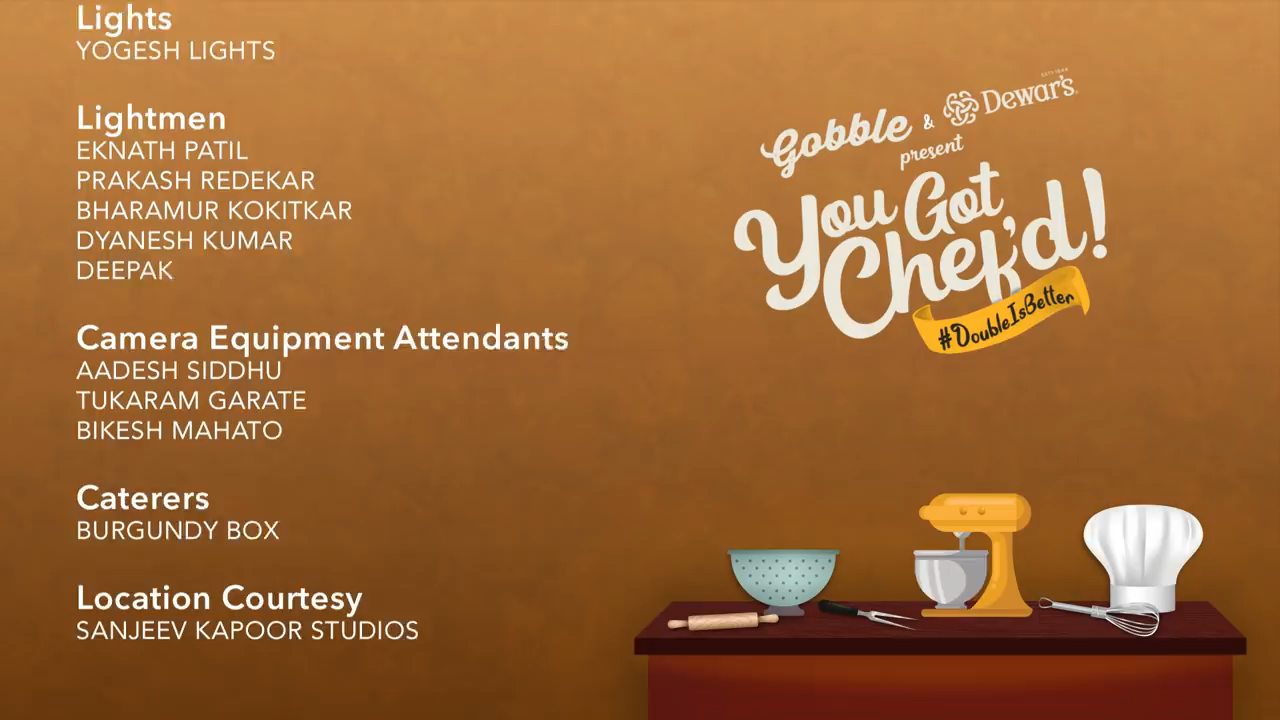 Lights
YOGESH LIGHTS
Lightmen
EKNATH PATIL
PRAKASH REDEKAR
BHARAMUR KOKITKAR
DYANESH KUMAR
DEEPAK
Camera Equipment Attendants
AADESH SIDDHU
TUKARAM GARATE
BIKESH MAHATO
Caterers
BURGUNDY BOX
Location Courtesy
SANJEEV KAPOOR STUDIOS
Gobble & Dewar's
present
You Got
Chef'd!
#DoubleIsBetter